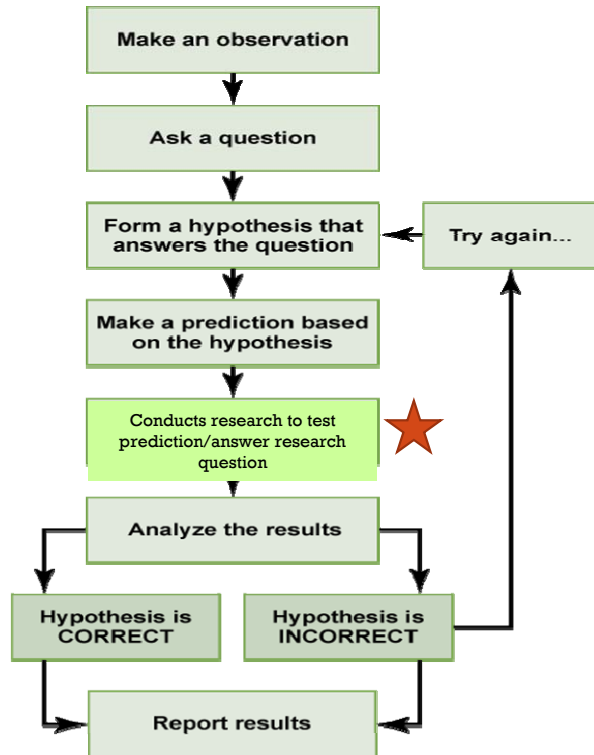 Make an observation
Ask a question
Form a hypothesis that
answers the question
Try again...
Make a prediction based
on the hypothesis
Conducts research to test
prediction/answer research
question
Analyze the results
Hypothesis is
CORRECT
Hypothesis is
INCORRECT
Report results